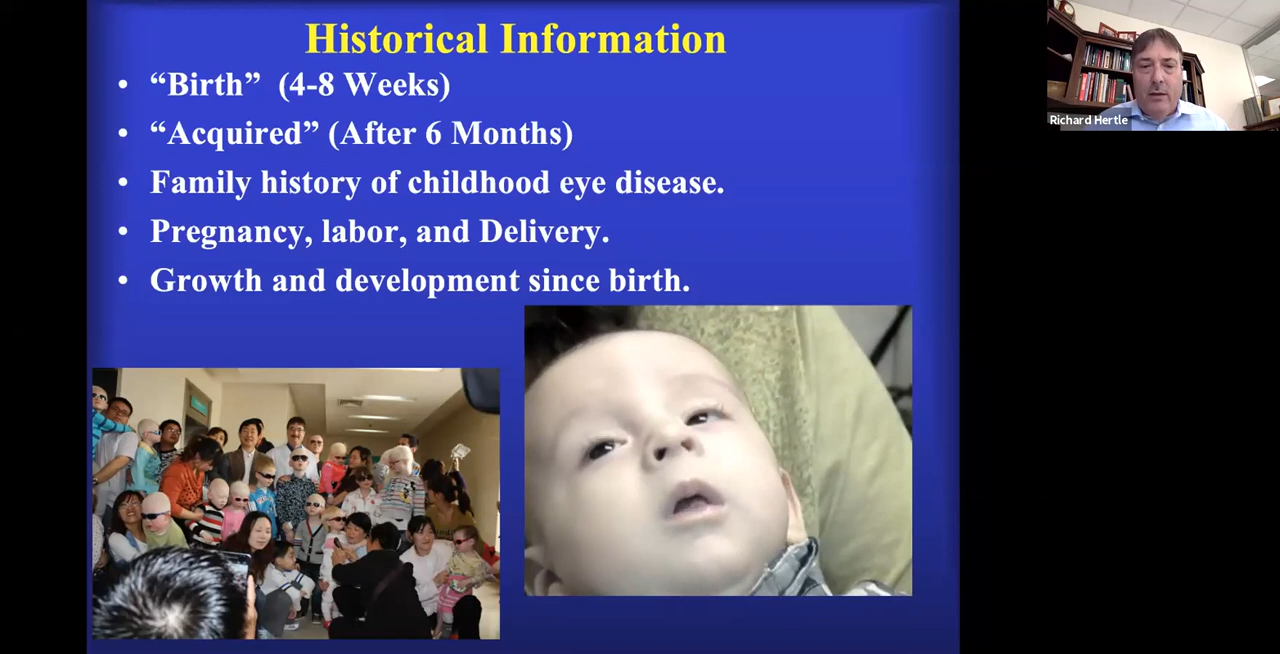 Historical Information
• “Birth”  (4-8 Weeks)
• “Acquired” (After 6 Months)
• Family history of childhood eye disease.
• Pregnancy, labor, and Delivery.
• Growth and development since birth.
Richard Hertle